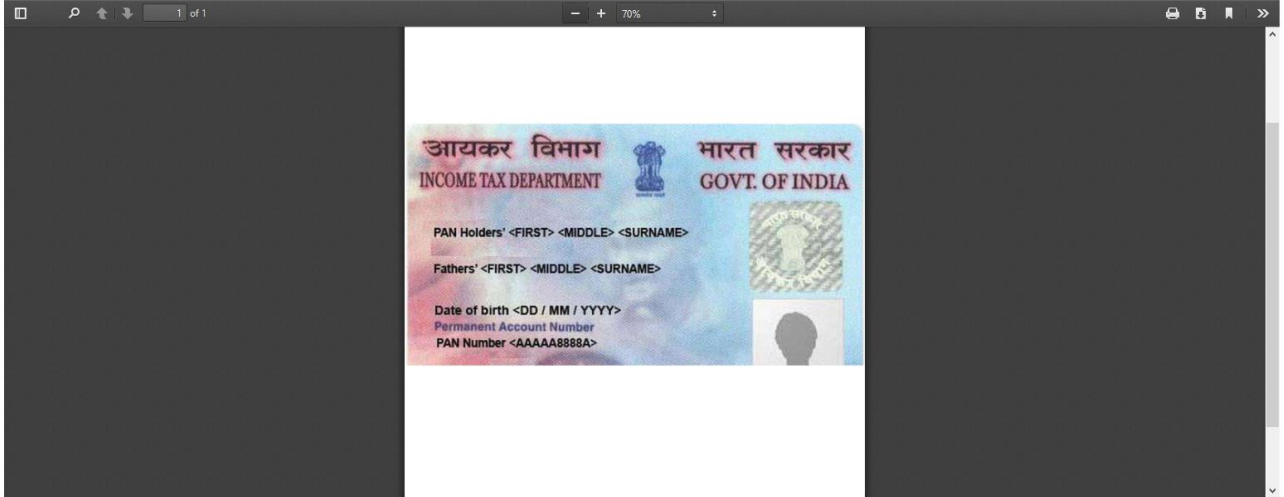 1 of 1
70%
आयकर विभाग
भारत सरकार
INCOME TAX DEPARTMENT
GOVT. OF INDIA
PAN Holders' <FIRST> <MIDDLE> <SURNAME>
Fathers' <FIRST> <MIDDLE> <SURNAME>
Date of birth <DD / MM / YYYY>
Permanent Account Number
PAN Number <AAAAA8888A>